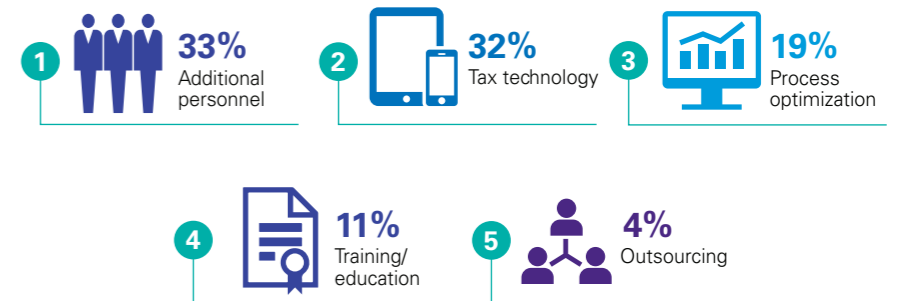 1
33%
Additional
personnel
2
32%
Tax technology
3
19%
Process
optimization
4
11%
Training/
education
5
4%
Outsourcing